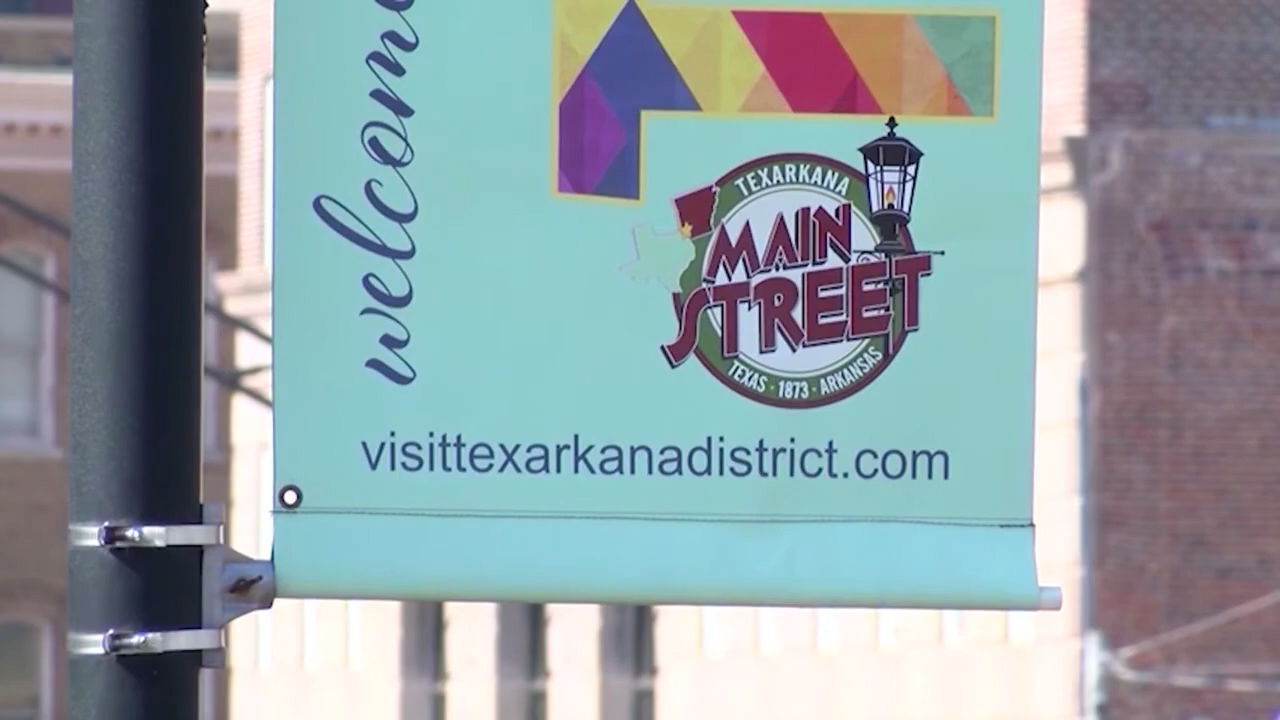 welcome
TEXARKANA
MAIN
STREET
TEXAS · 1873 · ARKANSAS
visittexarkanadistrict.com